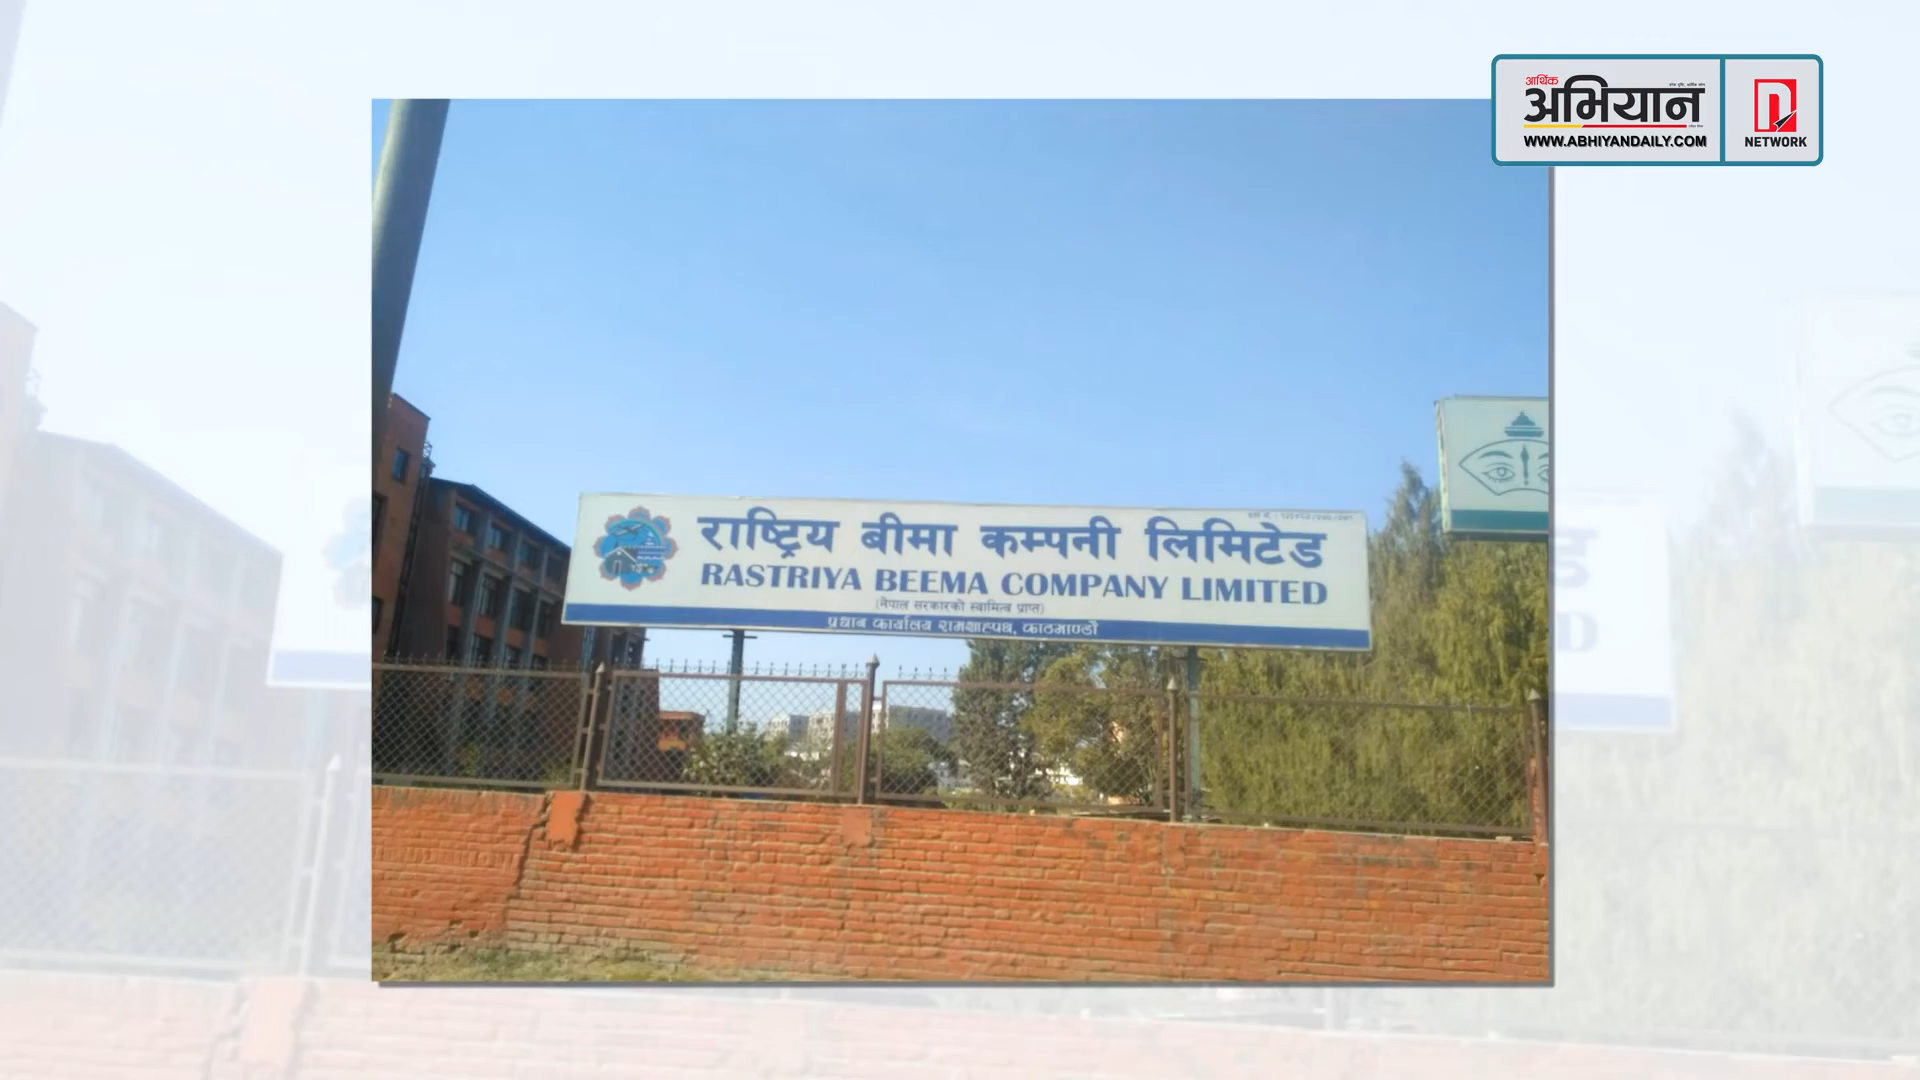 आर्थिक
अभियान
WWW.ABHIYANDAILY.COM
NETWORK
राष्ट्रिय बीमा कम्पनी लिमिटेड
RASTRIYA BEEMA COMPANY LIMITED
(नेपाल सरकारको स्वामित्व प्राप्त)
प्रधान कार्यालय रामशाहपथ, काठमाण्डौं